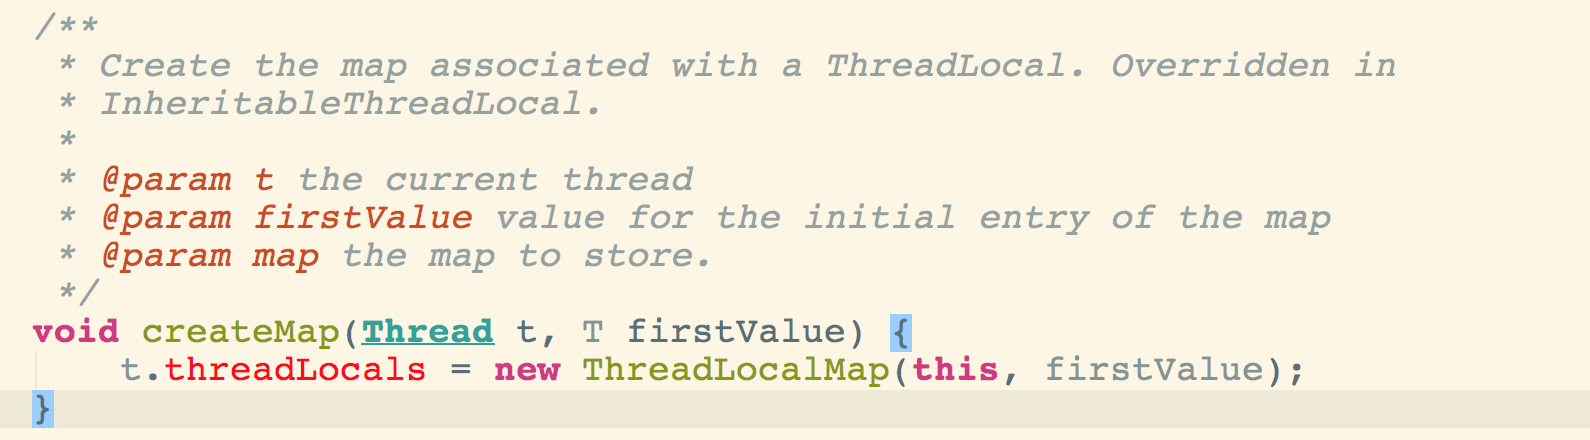 /**
 * Create the map associated with a ThreadLocal. Overridden in
 * InheritableThreadLocal.
 *
 * @param t the current thread
 * @param firstValue value for the initial entry of the map
 * @param map the map to store.
 */
void createMap(Thread t, T firstValue) {
    t.threadLocals = new ThreadLocalMap(this, firstValue);
}